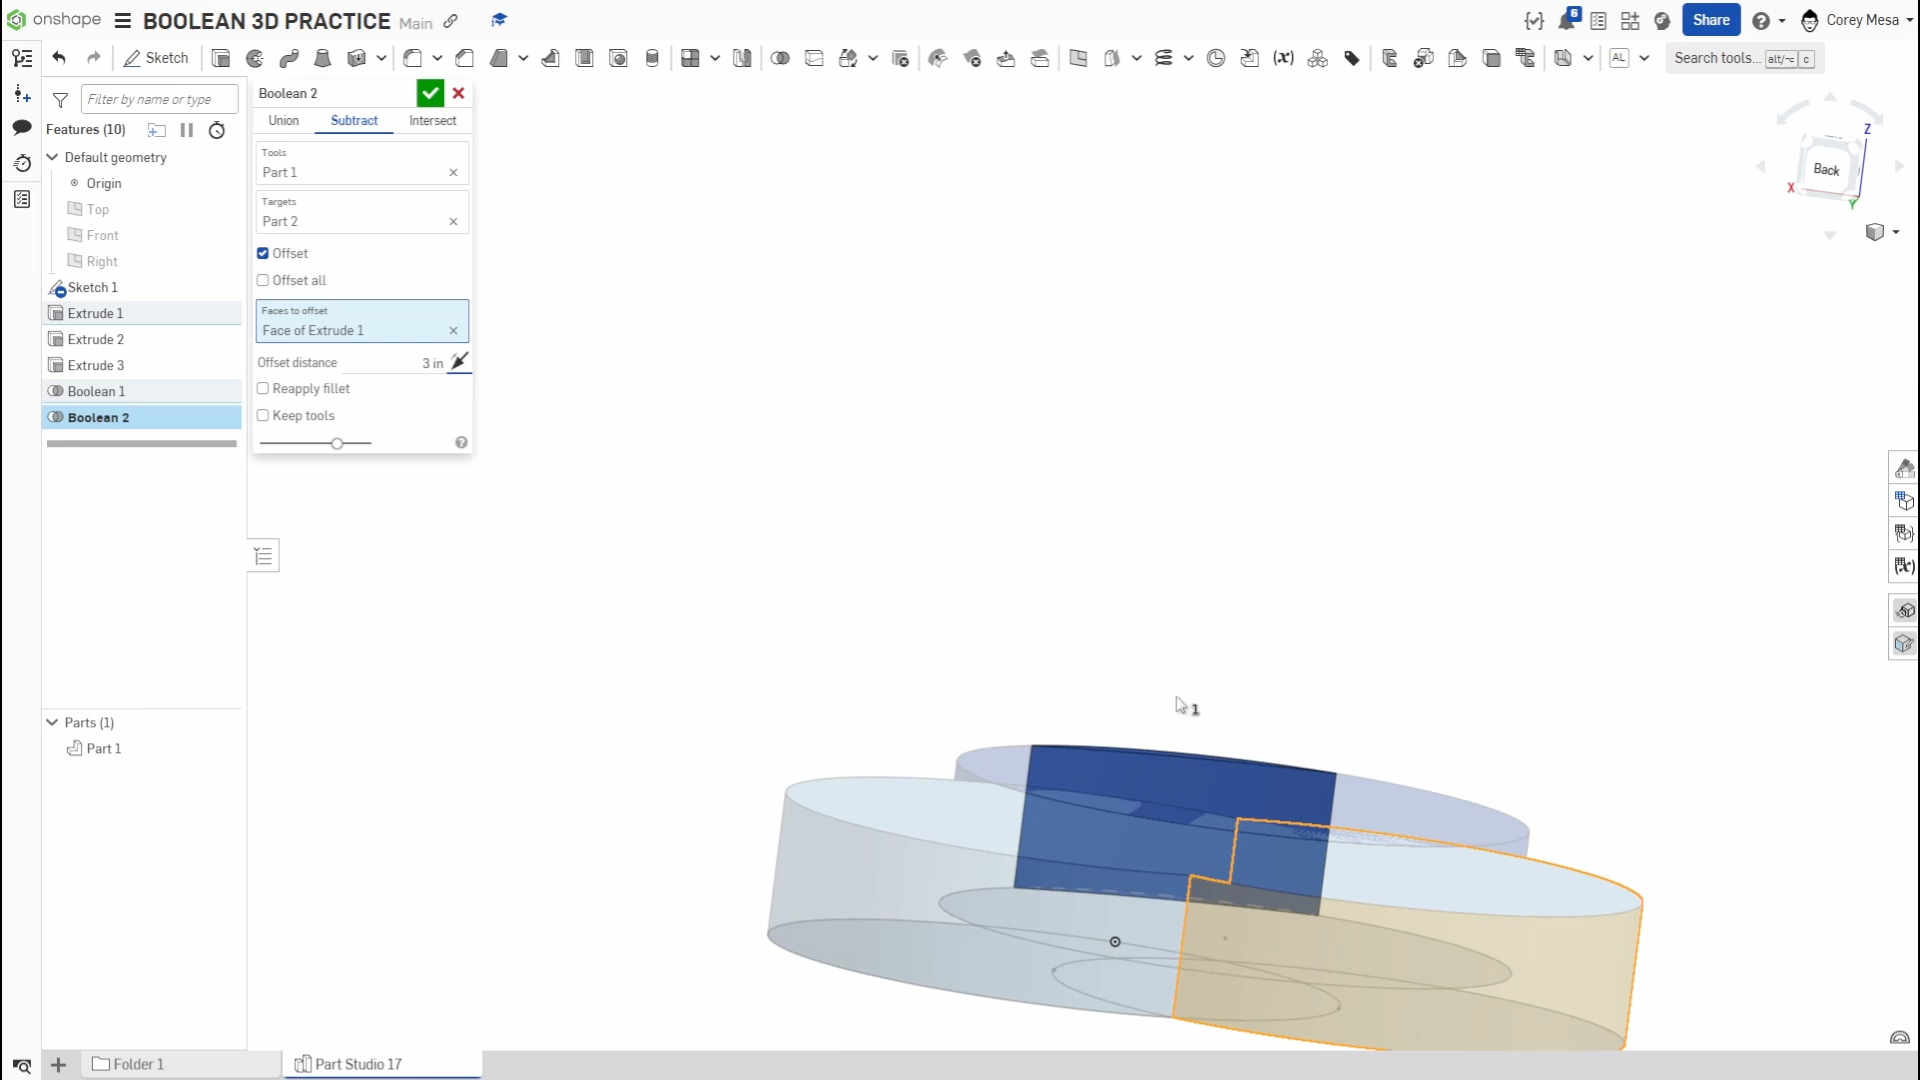 onshape BOOLEAN 3D PRACTICE Main 6 Share Corey Mesa
Sketch AL Search tools... alt/⌥ c
Filter by name or type
Features (10)
Default geometry
Origin
Top
Front
Right
Sketch 1
Extrude 1
Extrude 2
Extrude 3
Boolean 1
Boolean 2
Boolean 2
Union Subtract Intersect
Tools
Part 1
Targets
Part 2
Offset
Offset all
Faces to offset
Face of Extrude 1
Offset distance 3 in
Reapply fillet
Keep tools
Z
Back
X
Y
1
Parts (1)
Part 1
Folder 1 Part Studio 17